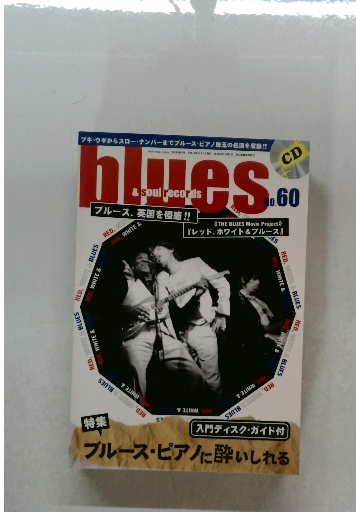 ブギ・ウギからスロー・ナンバーまでブルース・ピアノ珠玉の名演を収録!!
CD
blues
& soul records
NO.60
ブルース、英国を侵略!!
《THE BLUES Movie Project》
『レッド、ホワイト&ブルース』
RED, WHITE & BLUES
特集
入門ディスク・ガイド付
ブルース・ピアノに酔いしれる